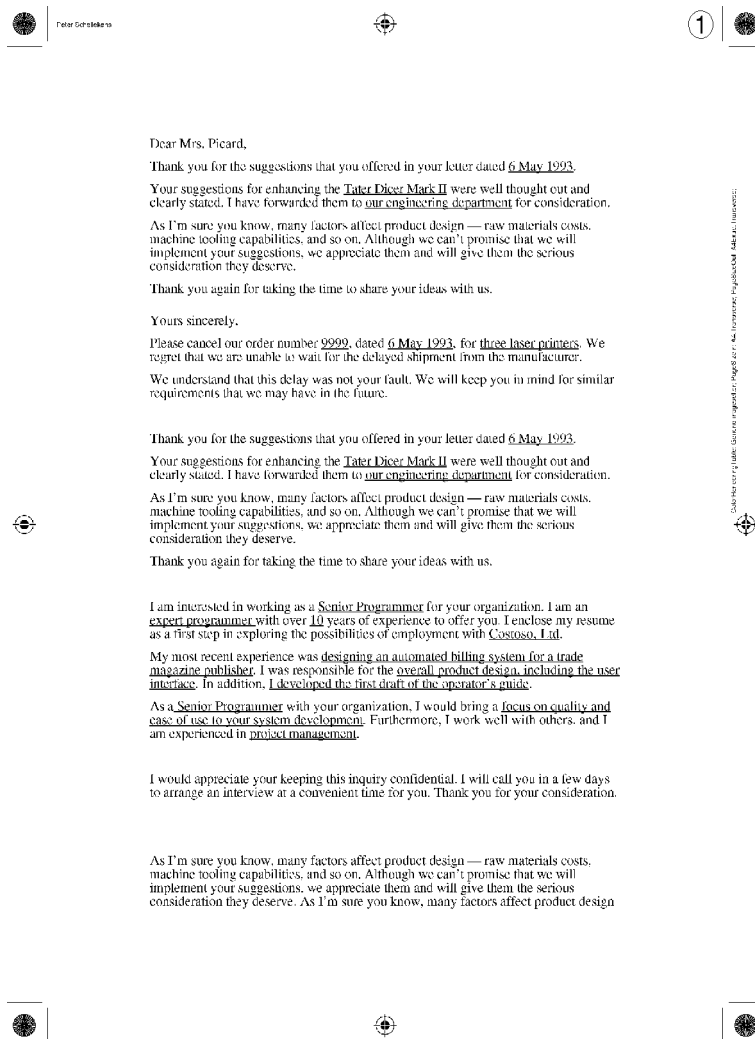 Peter Schellekens
1
Dear Mrs. Picard,
Thank you for the suggestions that you offered in your letter dated 6 May 1993.
Your suggestions for enhancing the Tater Dicer Mark II were well thought out and
clearly stated. I have forwarded them to our engineering department for consideration.
As I'm sure you know, many factors affect product design — raw materials costs,
machine tooling capabilities, and so on. Although we can't promise that we will
implement your suggestions, we appreciate them and will give them the serious
consideration they deserve.
Thank you again for taking the time to share your ideas with us.
Yours sincerely,
Please cancel our order number 9999, dated 6 May 1993, for three laser printers. We
regret that we are unable to wait for the delayed shipment from the manufacturer.
We understand that this delay was not your fault. We will keep you in mind for similar
requirements that we may have in the future.
Thank you for the suggestions that you offered in your letter dated 6 May 1993.
Your suggestions for enhancing the Tater Dicer Mark II were well thought out and
clearly stated. I have forwarded them to our engineering department for consideration.
As I'm sure you know, many factors affect product design — raw materials costs,
machine tooling capabilities, and so on. Although we can't promise that we will
implement your suggestions, we appreciate them and will give them the serious
consideration they deserve.
Thank you again for taking the time to share your ideas with us.
I am interested in working as a Senior Programmer for your organization. I am an
expert programmer with over 10 years of experience to offer you. I enclose my resume
as a first step in exploring the possibilities of employment with Costoso, Ltd.
My most recent experience was designing an automated billing system for a trade
magazine publisher. I was responsible for the overall product design, including the user
interface. In addition, I developed the first draft of the operator's guide.
As a Senior Programmer with your organization, I would bring a focus on quality and
ease of use to your system development. Furthermore, I work well with others, and I
am experienced in project management.
I would appreciate your keeping this inquiry confidential. I will call you in a few days
to arrange an interview at a convenient time for you. Thank you for your consideration.
As I'm sure you know, many factors affect product design — raw materials costs,
machine tooling capabilities, and so on. Although we can't promise that we will
implement your suggestions, we appreciate them and will give them the serious
consideration they deserve. As I'm sure you know, many factors affect product design